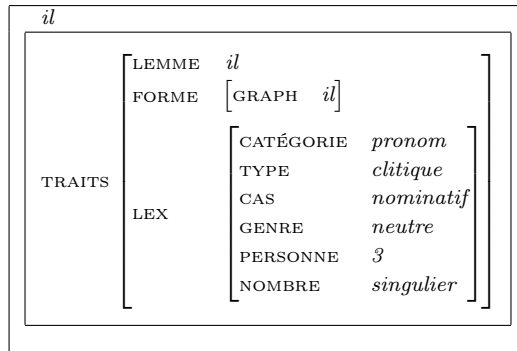 il
LEMME il
FORME [GRAPH il]
CATÉGORIE pronom
TYPE clitique
CAS nominatif
TRAITS LEX GENRE neutre
PERSONNE 3
NOMBRE singulier